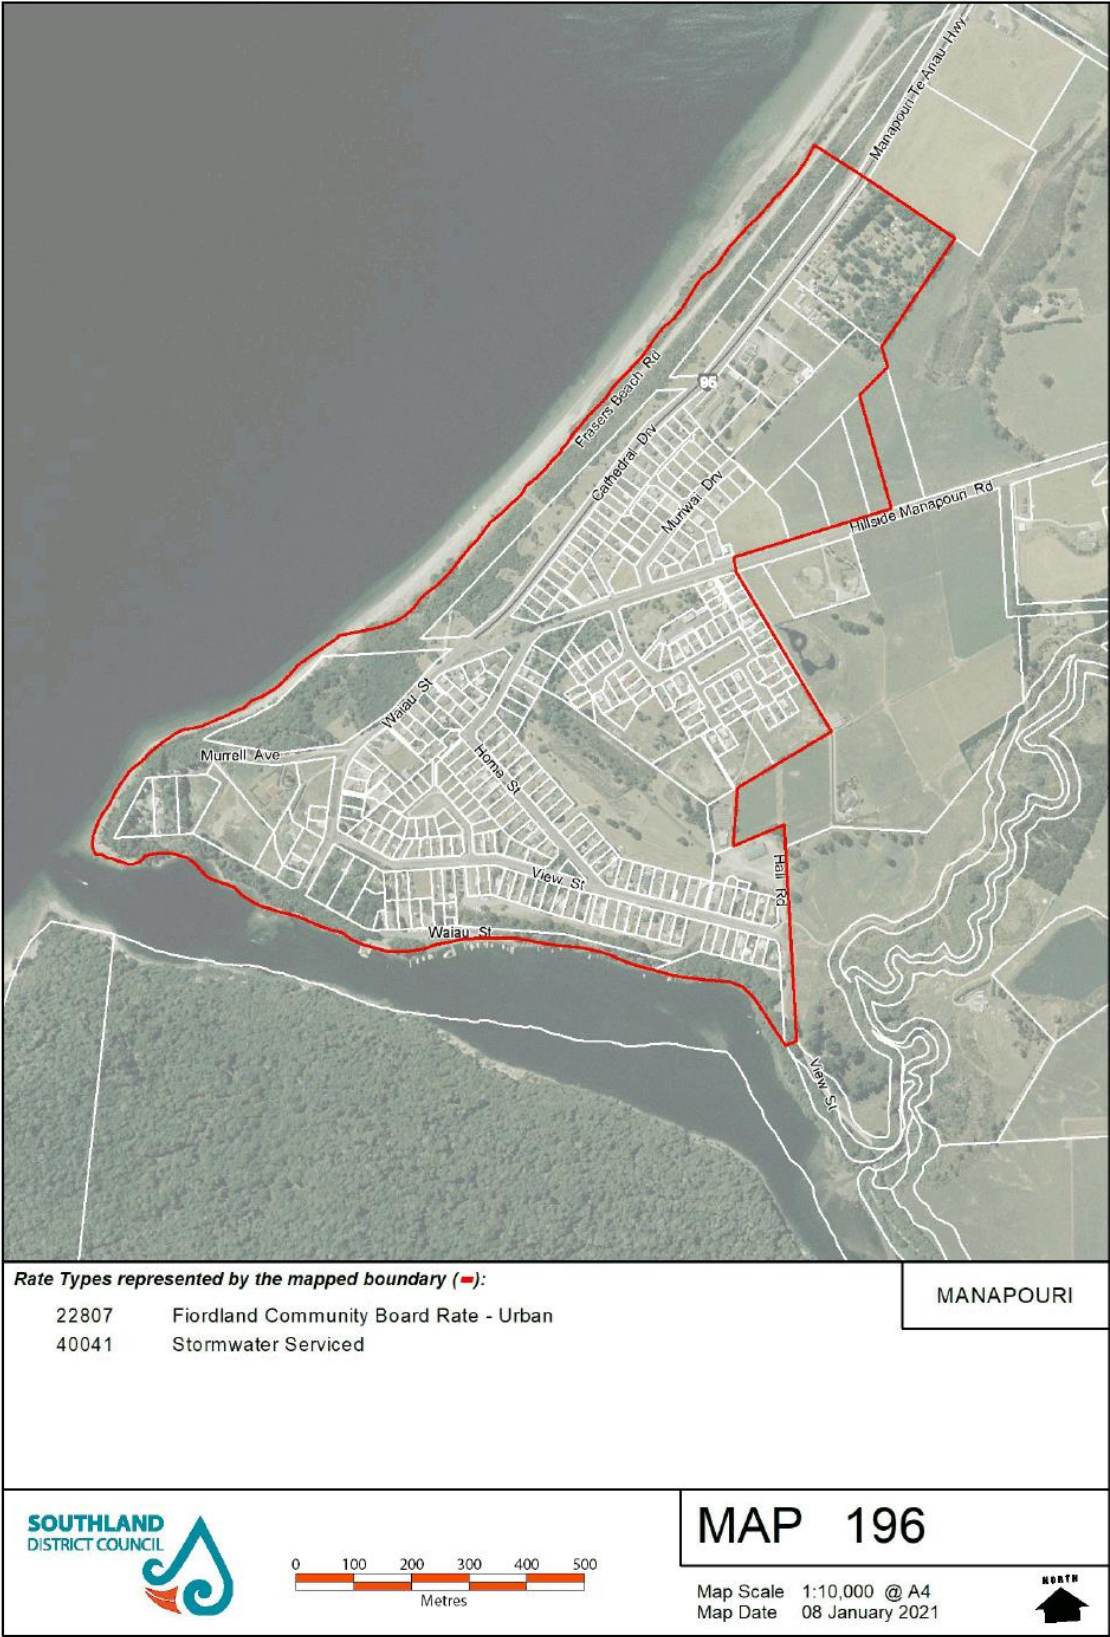 Manapouri Te Anau Hwy
95
Frasers Beach Rd
Cathedral Drv
Muriwai Drv
Hillside Manapouri Rd
Waiau St
Murrell Ave
Home St
View St
Hall Rd
Waiau St
View St
Rate Types represented by the mapped boundary ( ):
22807 Fiordland Community Board Rate - Urban
40041 Stormwater Serviced
MANAPOURI
SOUTHLAND
DISTRICT COUNCIL
0 100 200 300 400 500
Metres
MAP 196
Map Scale 1:10,000 @ A4
Map Date 08 January 2021
NORTH